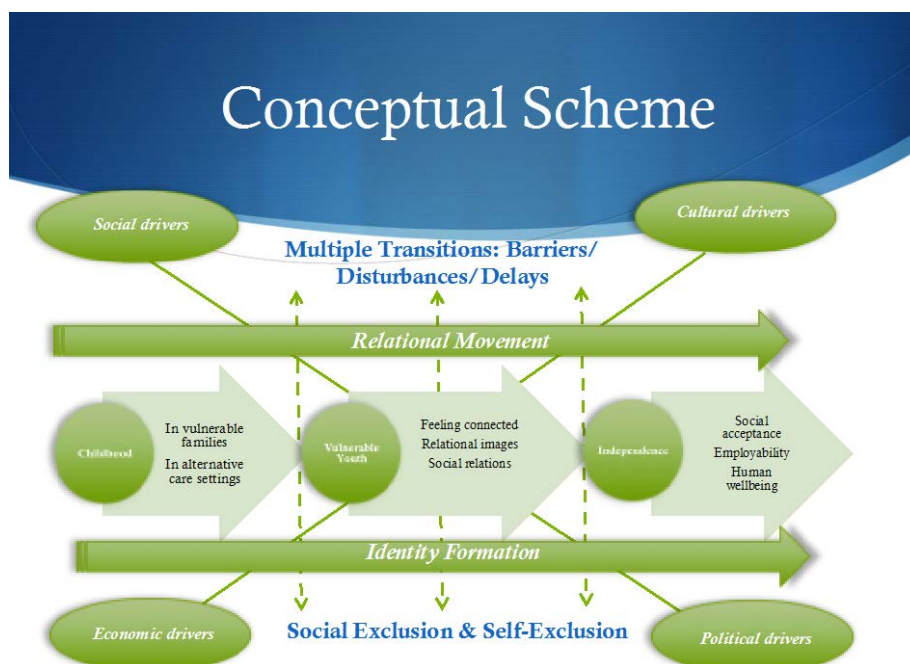 Conceptual Scheme
Social drivers
Cultural drivers
Multiple Transitions: Barriers/
Disturbances/ Delays
Relational Movement
Childhood
In vulnerable
families
In alternative
care settings
Vulnerable
Youth
Feeling connected
Relational images
Social relations
Independence
Social
acceptance
Employability
Human
wellbeing
Identity Formation
Economic drivers
Social Exclusion & Self-Exclusion
Political drivers